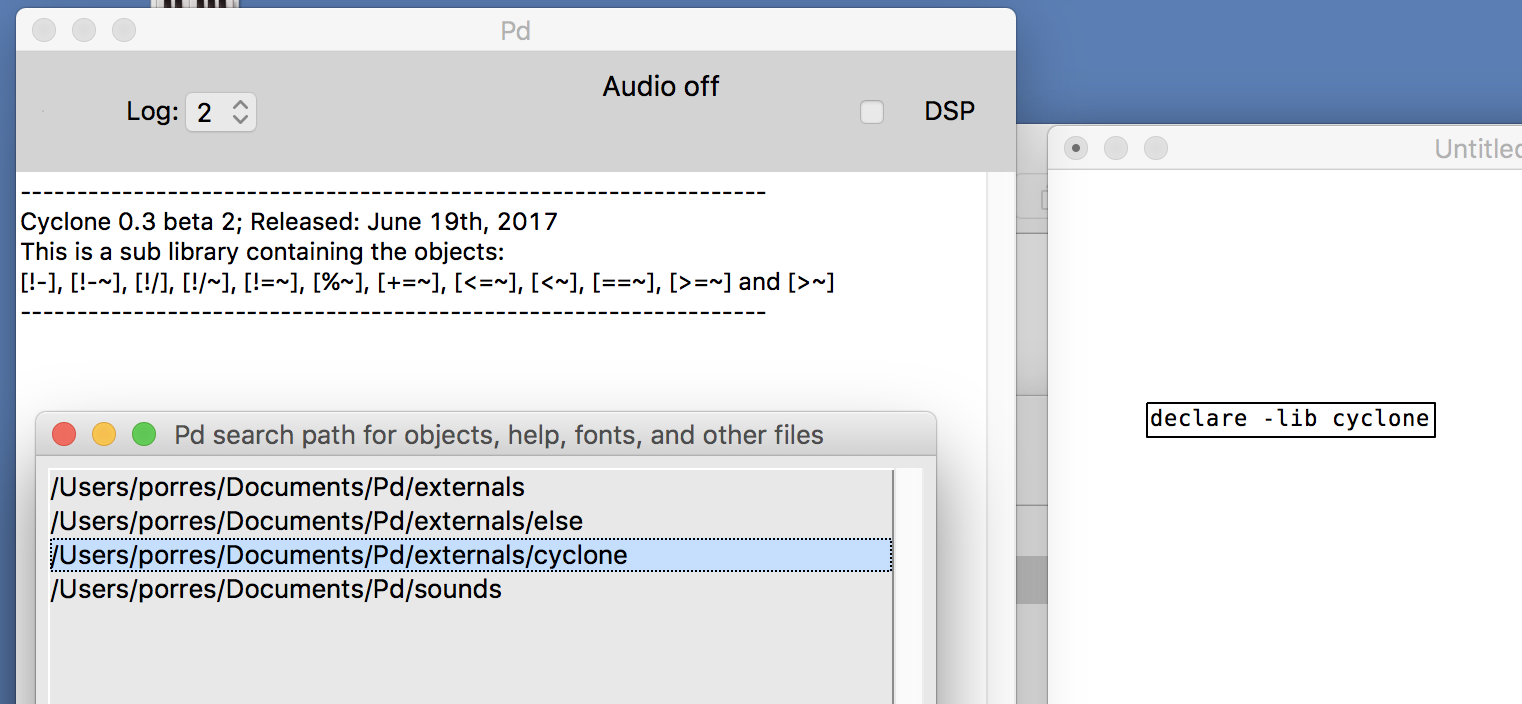 Pd
Audio off
Log: 2
DSP
------------------------------------------------------------------
Cyclone 0.3 beta 2; Released: June 19th, 2017
This is a sub library containing the objects:
[!-], [!-~], [!/], [!/~], [!=~], [%~], [+=~], [<=~], [<~], [==~], [>=~] and [>~]
------------------------------------------------------------------
Pd search path for objects, help, fonts, and other files
/Users/porres/Documents/Pd/externals
/Users/porres/Documents/Pd/externals/else
/Users/porres/Documents/Pd/externals/cyclone
/Users/porres/Documents/Pd/sounds
Untitled
declare -lib cyclone